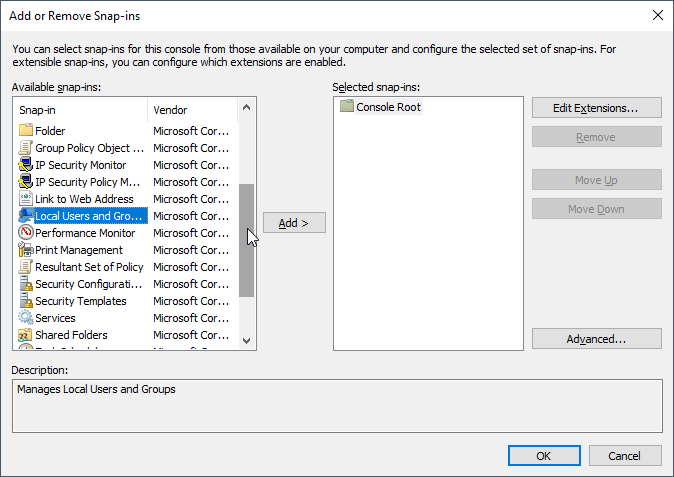 Add or Remove Snap-ins
You can select snap-ins for this console from those available on your computer and configure the selected set of snap-ins. For
extensible snap-ins, you can configure which extensions are enabled.
Available snap-ins:
Snap-in Vendor
Folder Microsoft Cor...
Group Policy Object ... Microsoft Cor...
IP Security Monitor Microsoft Cor...
IP Security Policy M... Microsoft Cor...
Link to Web Address Microsoft Cor...
Local Users and Gro... Microsoft Cor...
Performance Monitor Microsoft Cor...
Print Management Microsoft Cor...
Resultant Set of Policy Microsoft Cor...
Security Configurati... Microsoft Cor...
Security Templates Microsoft Cor...
Services Microsoft Cor...
Shared Folders Microsoft Cor...
Add >
Selected snap-ins:
Console Root
Edit Extensions...
Remove
Move Up
Move Down
Advanced...
Description:
Manages Local Users and Groups
OK
Cancel